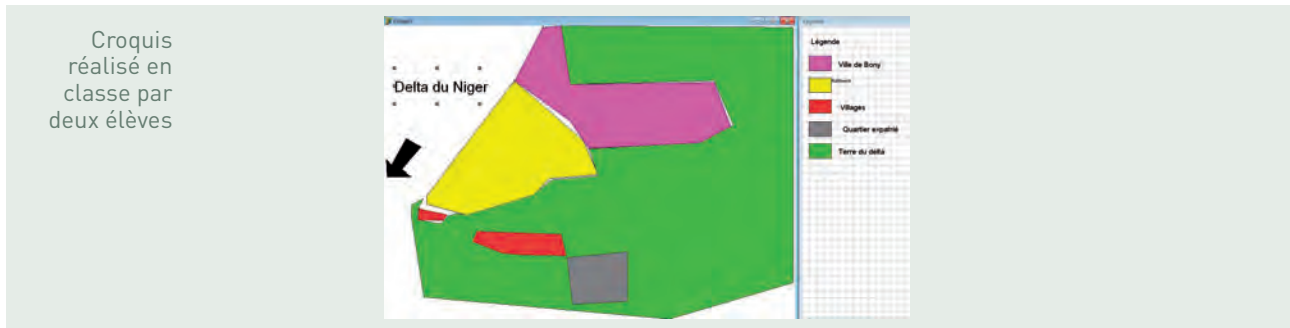 Croquis
réalisé en
classe par
deux élèves
Delta du Niger
Légende
Ville de Bony
Villages
Quartier expatrié
Terre du delta